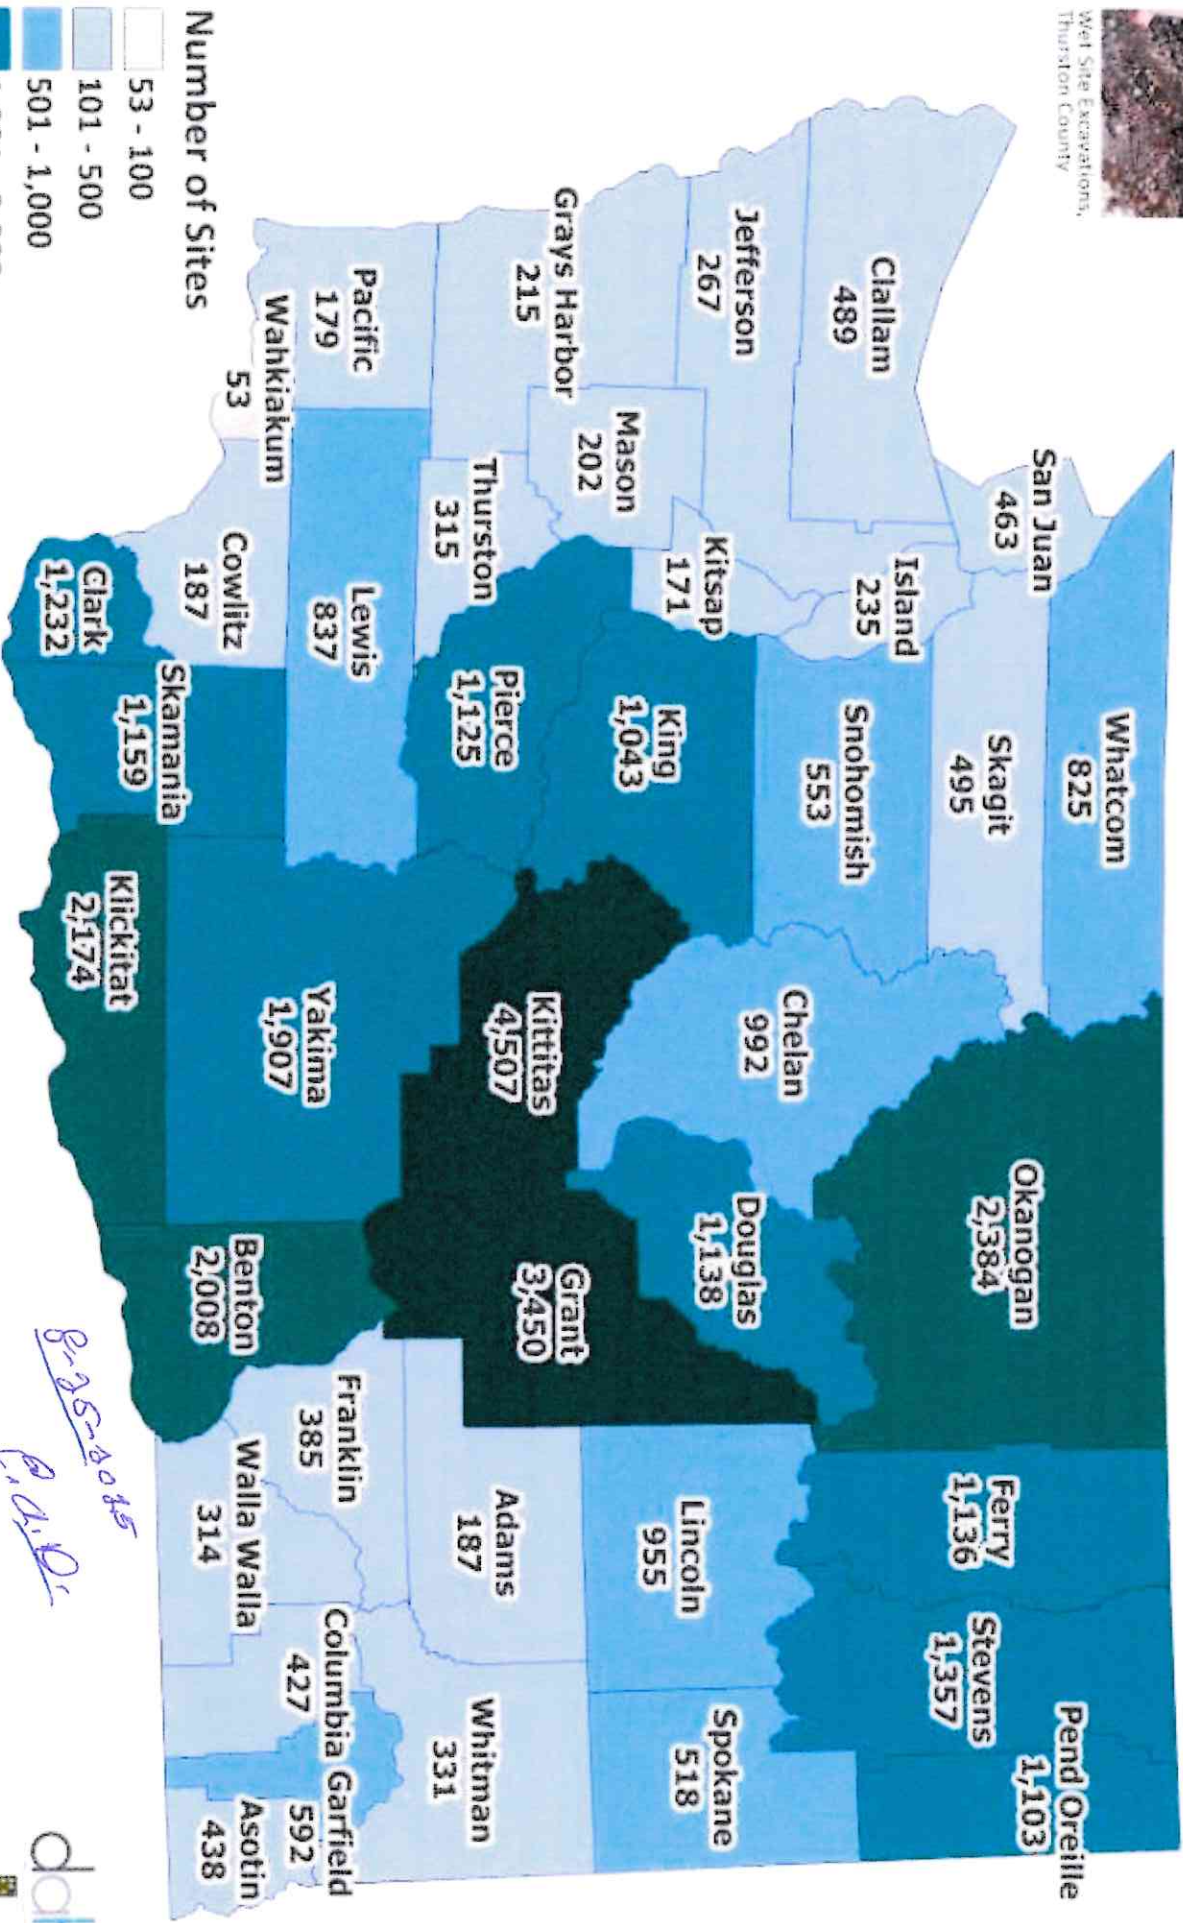 Wet Site Excavations,
Thurston County
Whatcom
825
San Juan
463
Skagit
495
Okanogan
2,384
Ferry
1,136
Stevens
1,357
Pend Oreille
1,103
Clallam
489
Island
235
Snohomish
553
Chelan
992
Jefferson
267
Kitsap
171
Douglas
1,138
Lincoln
955
Spokane
518
King
1,043
Mason
202
Grays Harbor
215
Kittitas
4,507
Grant
3,450
Thurston
315
Pierce
1,125
Adams
187
Whitman
331
Pacific
179
Lewis
837
Yakima
1,907
Franklin
385
Columbia
427
Garfield
592
Wahkiakum
53
Cowlitz
187
Benton
2,008
Walla Walla
314
Asotin
438
Skamania
1,159
Clark
1,232
Klickitat
2,174
Number of Sites
53 - 100
101 - 500
501 - 1,000